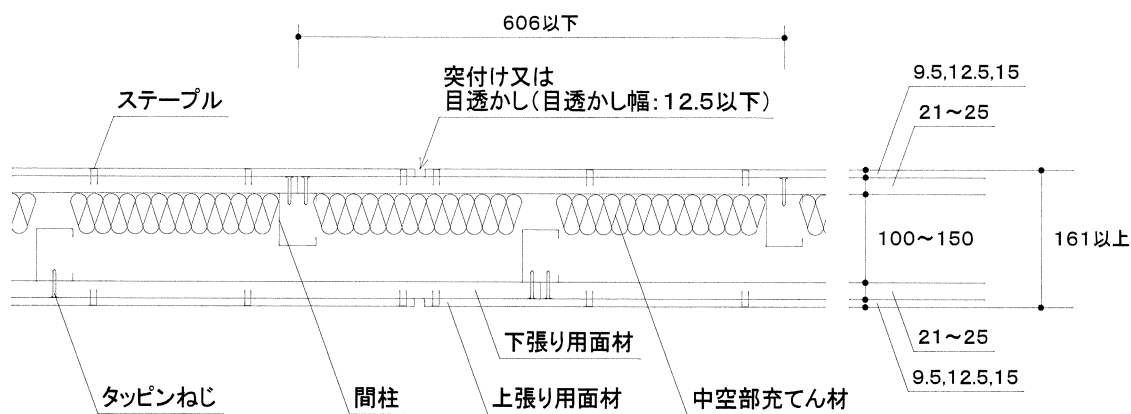 606以下
突付け又は
目透かし(目透かし幅:12.5以下)
ステープル
9.5,12.5,15
21～25
100～150
161以上
21～25
9.5,12.5,15
下張り用面材
タッピンねじ
間柱
上張り用面材
中空部充てん材